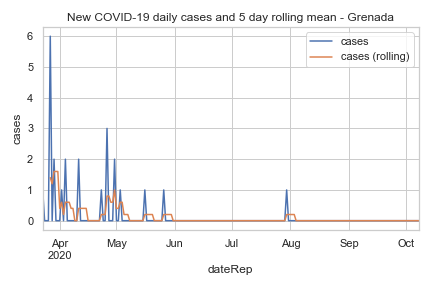 New COVID-19 daily cases and 5 day rolling mean - Grenada
cases
cases (rolling)
6
5
4
3
2
1
0
cases
Apr May Jun Jul Aug Sep Oct
2020
dateRep